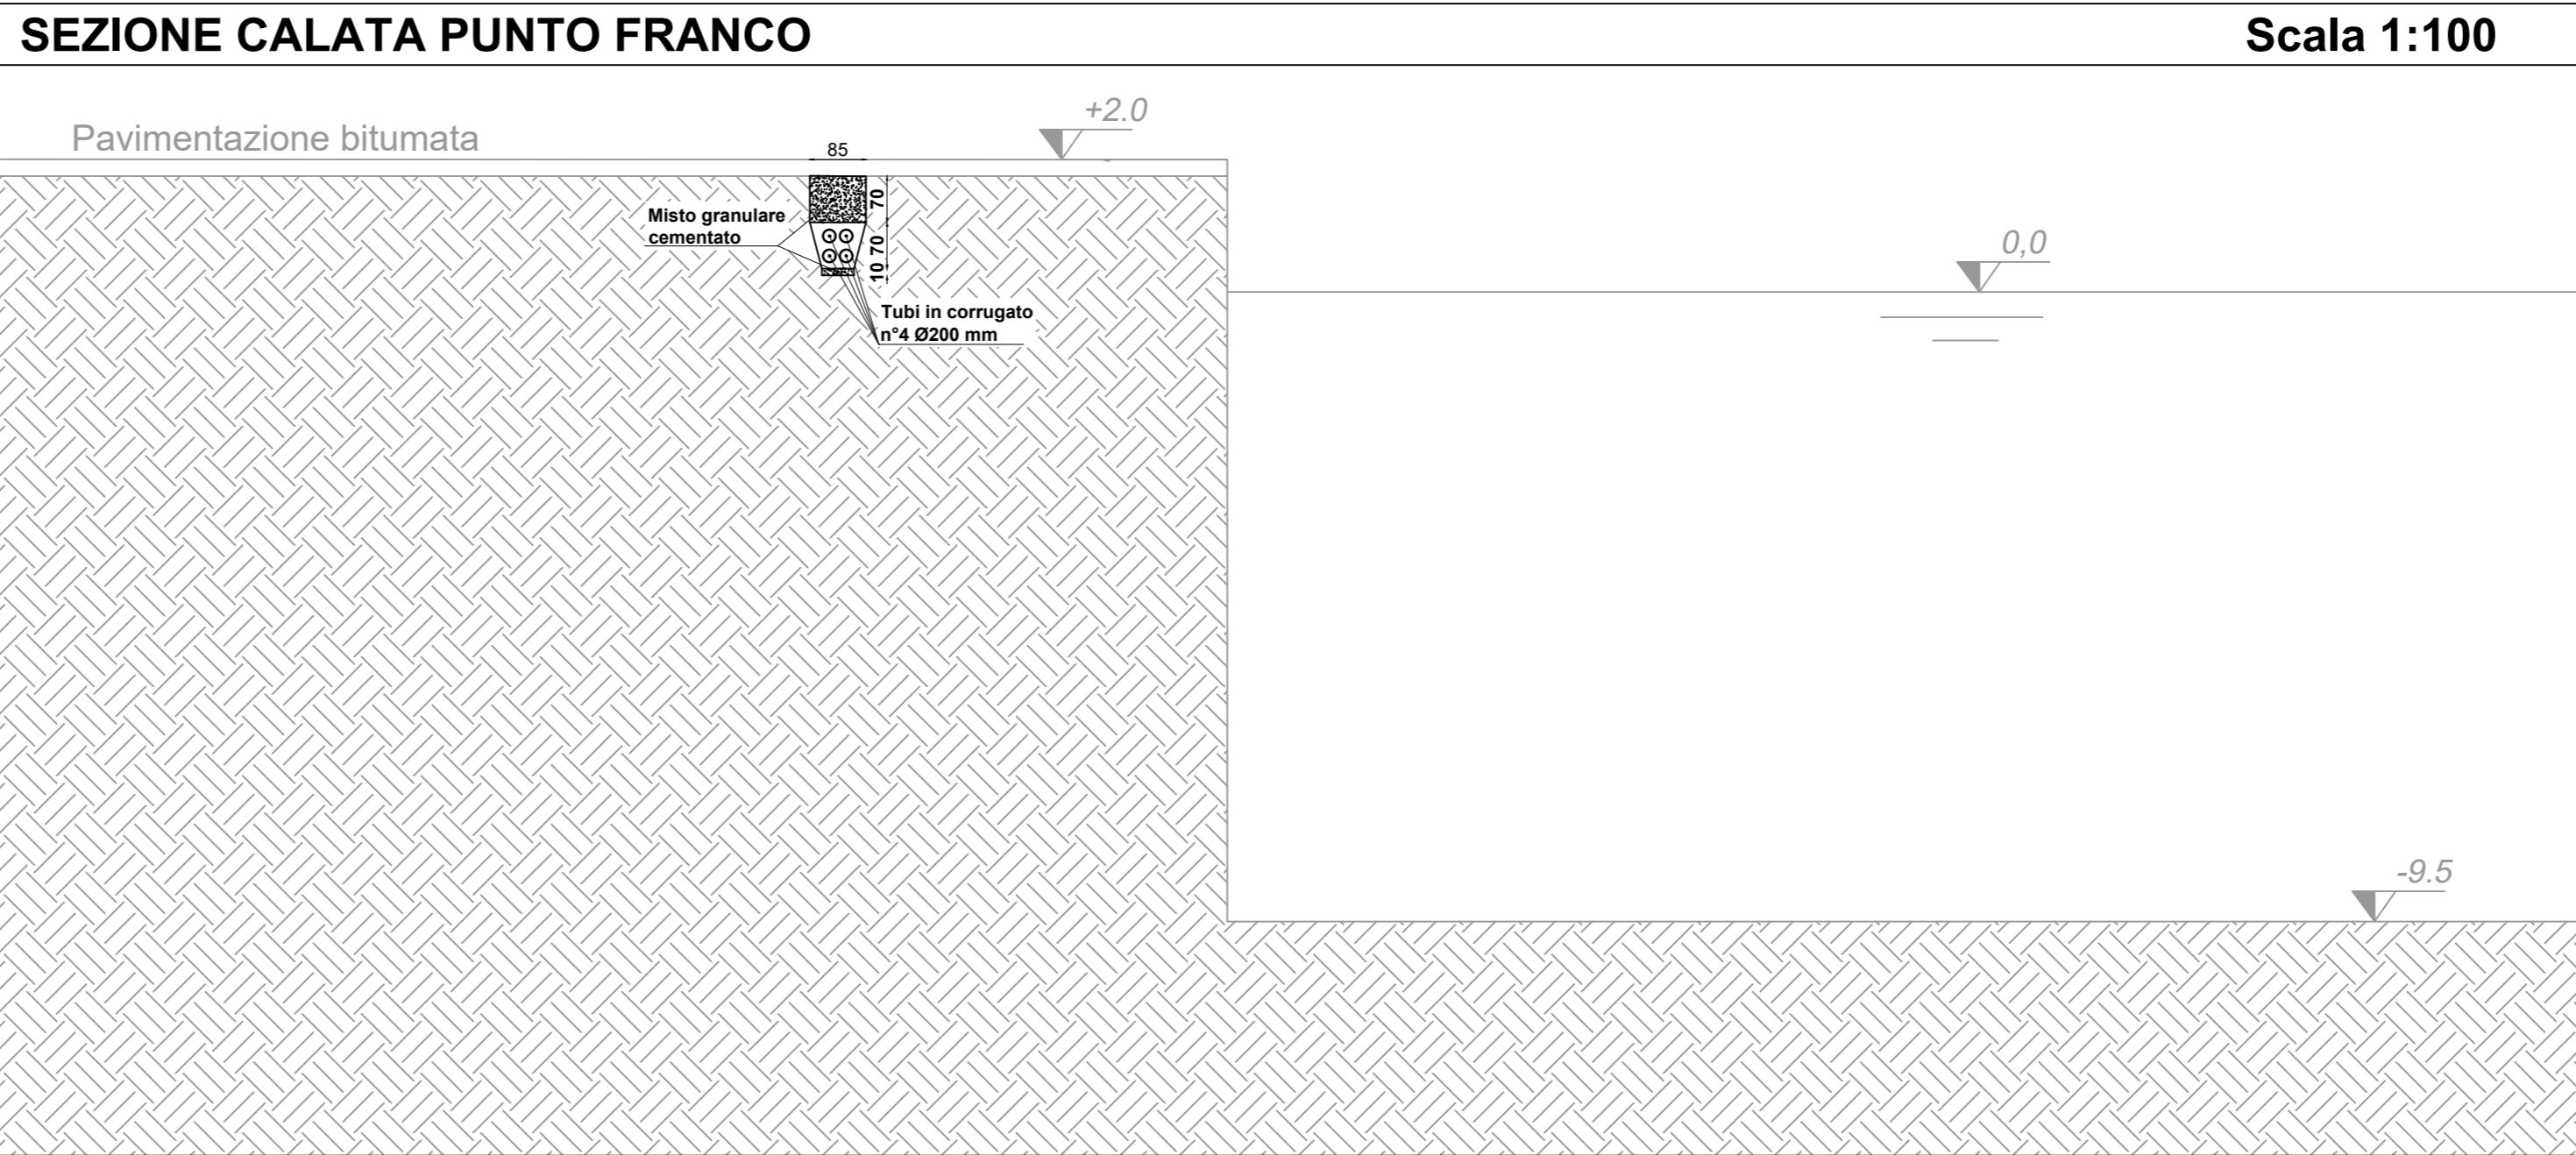 SEZIONE CALATA PUNTO FRANCO
Scala 1:100
+2.0
Pavimentazione bitumata
85
70
Misto granulare
cementato
70
10
0,0
Tubi in corrugato
n°4 Ø200 mm
-9.5